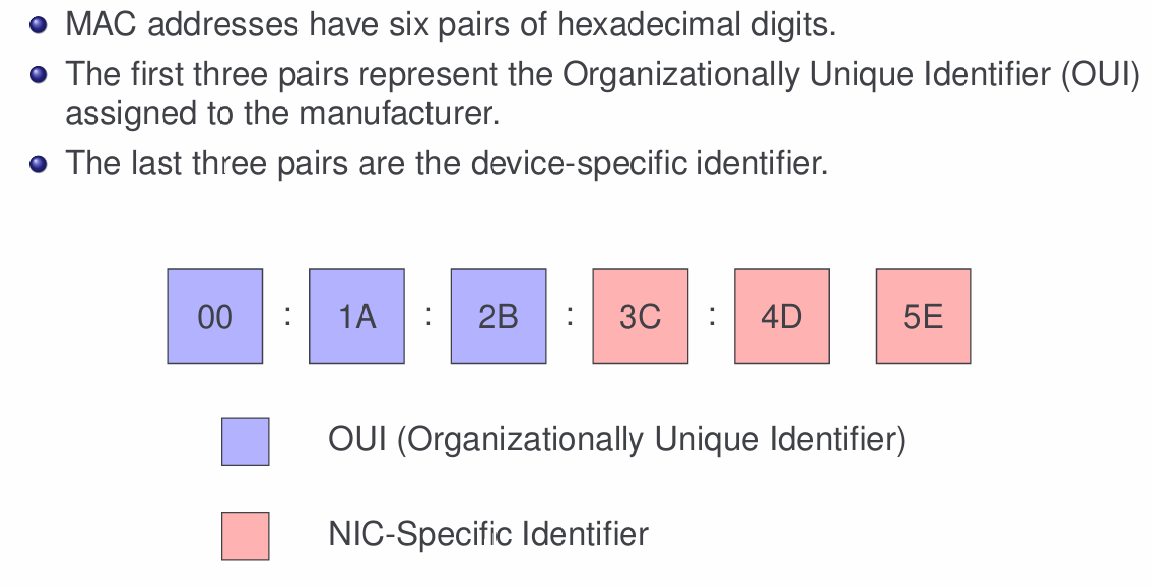 MAC addresses have six pairs of hexadecimal digits.
The first three pairs represent the Organizationally Unique Identifier (OUI)
assigned to the manufacturer.
The last three pairs are the device-specific identifier.
00 : 1A : 2B : 3C : 4D 5E
OUI (Organizationally Unique Identifier)
NIC-Specific Identifier